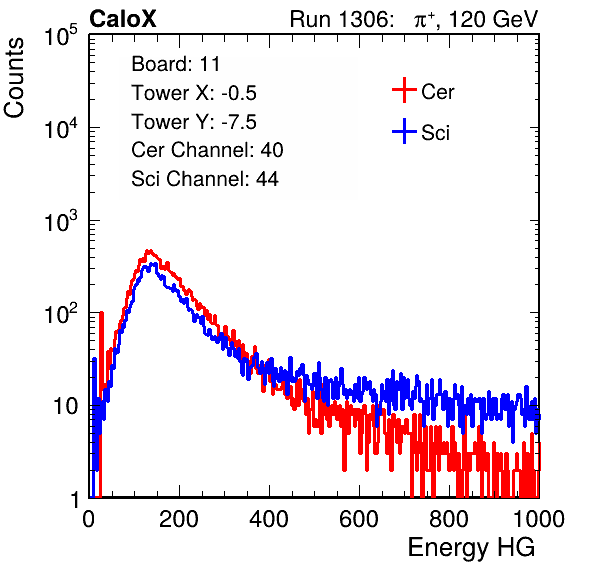 CaloX Run 1306: π⁺, 120 GeV
Counts
10⁵
10⁴
10³
10²
10
1
Board: 11
Tower X: -0.5
Tower Y: -7.5
Cer Channel: 40
Sci Channel: 44
Cer
Sci
0 200 400 600 800 1000
Energy HG